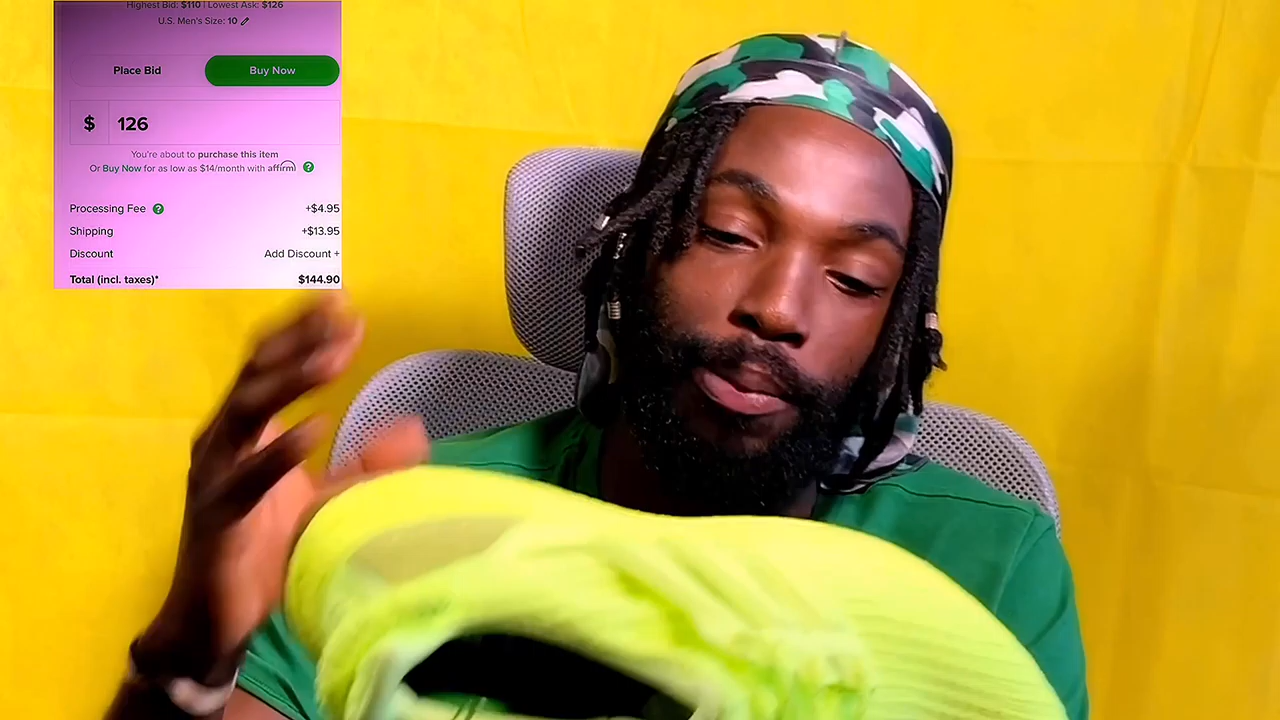 Highest Bid: $110 | Lowest Ask: $126
U.S. Men's Size: 10
Place Bid
Buy Now
$ 126
You're about to purchase this item
Or Buy Now for as low as $14/month with affirm ?
Processing Fee ? +$4.95
Shipping +$13.95
Discount Add Discount +
Total (incl. taxes)* $144.90